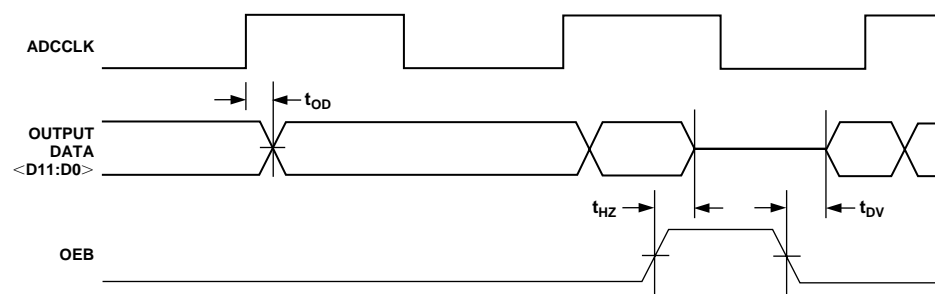 ADCCLK
tOD
OUTPUT
DATA
<D11:D0>
tHZ
tDV
OEB